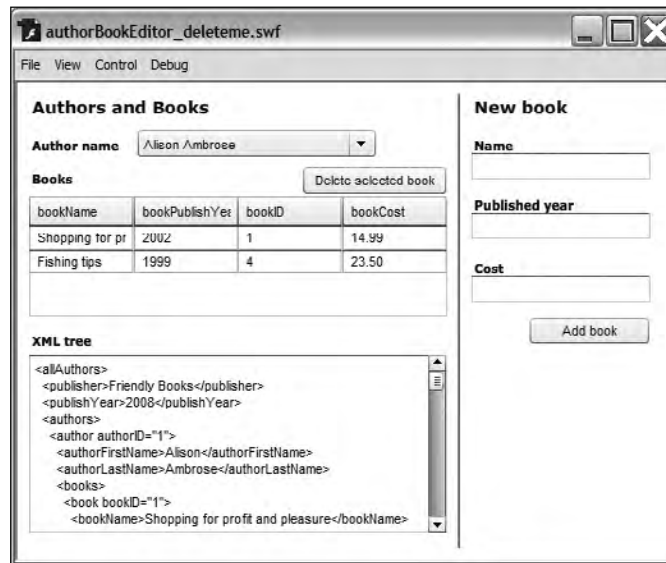 authorBookEditor_deleteme.swf
File View Control Debug
Authors and Books
Author name Alison Ambrose
Books Delete selected book
bookName bookPublishYea bookID bookCost
Shopping for pr 2002 1 14.99
Fishing tips 1999 4 23.50
XML tree
<allAuthors>
<publisher>Friendly Books</publisher>
<publishYear>2008</publishYear>
<authors>
<author authorID="1">
<authorFirstName>Alison</authorFirstName>
<authorLastName>Ambrose</authorLastName>
<books>
<book bookID="1">
<bookName>Shopping for profit and pleasure</bookName>
New book
Name
Published year
Cost
Add book